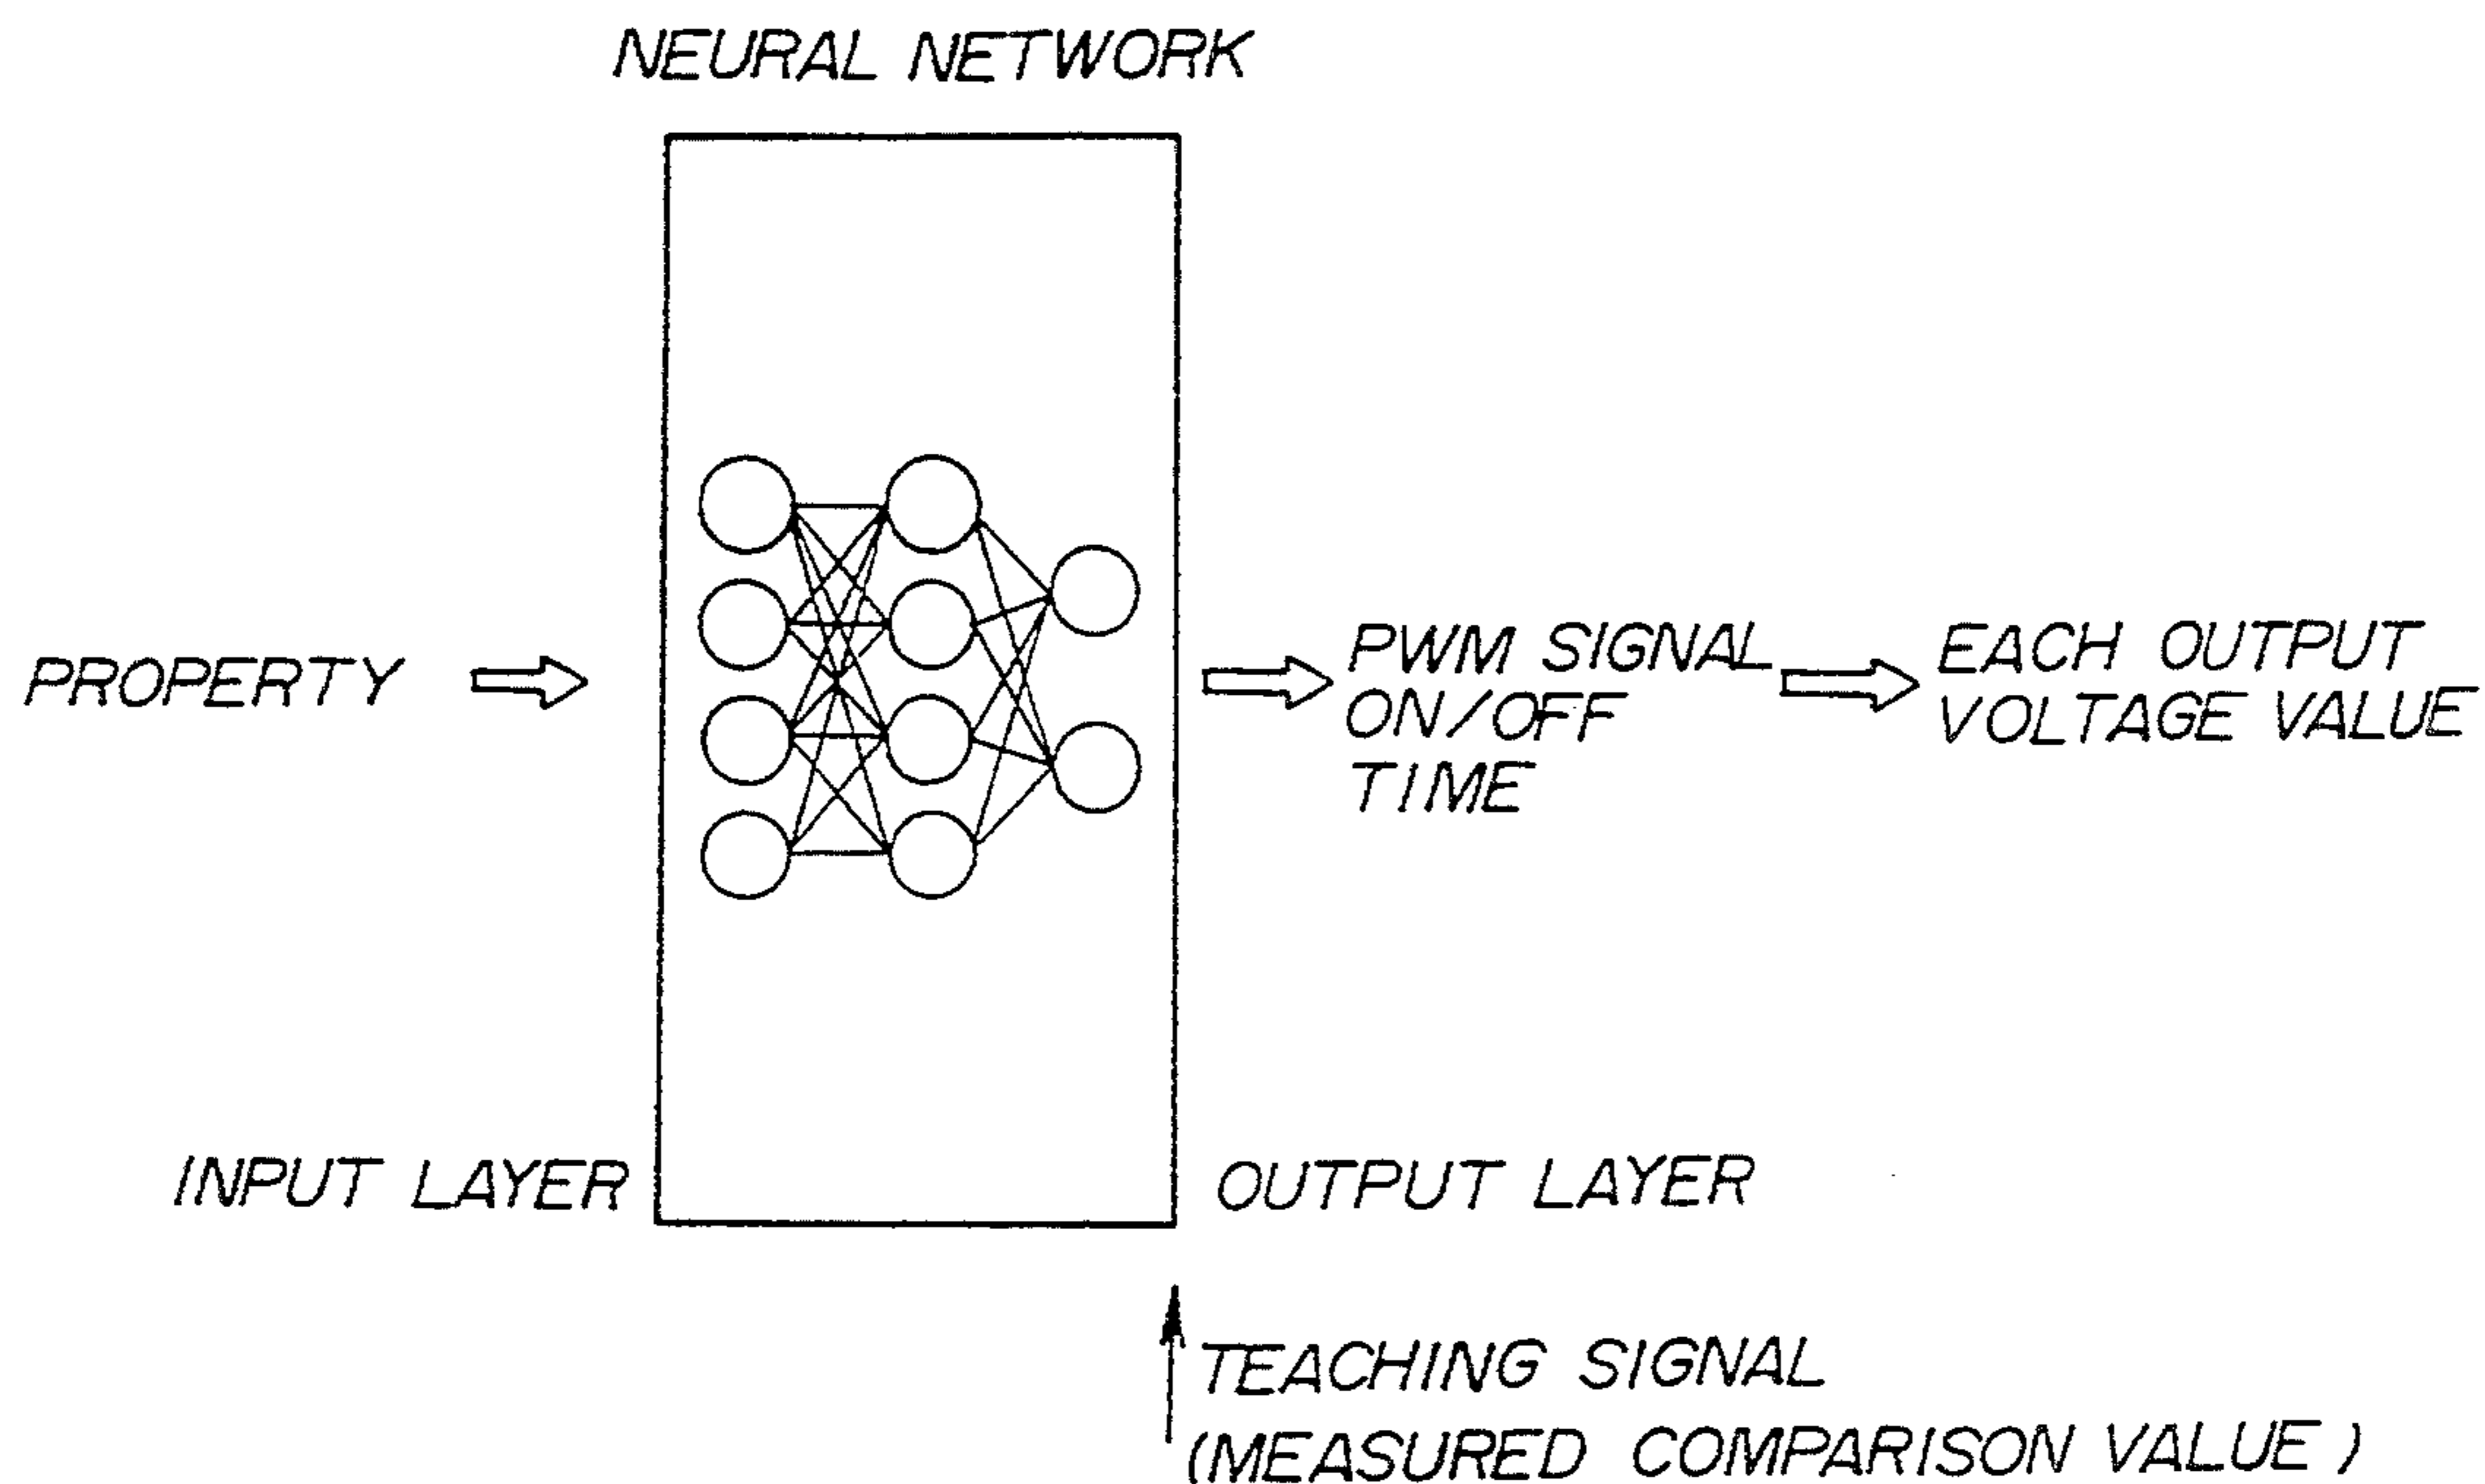 NEURAL NETWORK
PROPERTY
PWM SIGNAL
ON/OFF
TIME
EACH OUTPUT
VOLTAGE VALUE
INPUT LAYER
OUTPUT LAYER
TEACHING SIGNAL
(MEASURED COMPARISON VALUE)